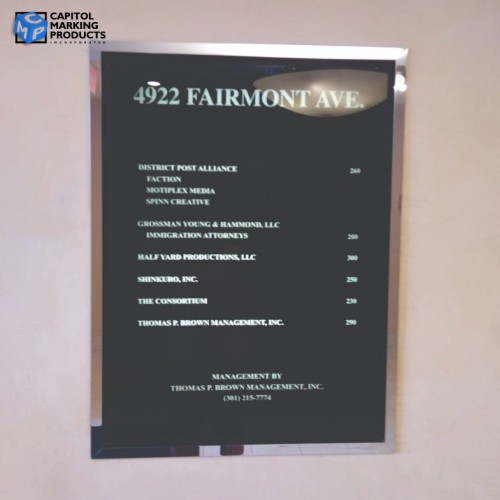 CMP
CAPITOL
MARKING
PRODUCTS
INCORPORATED
4922 FAIRMONT AVE.
DISTRICT POST ALLIANCE 260
FACTION
MOTIPLEX MEDIA
SPINN CREATIVE
GROSSMAN YOUNG & HAMMOND, LLC
IMMIGRATION ATTORNEYS 200
HALF YARD PRODUCTIONS, LLC 300
SHINKURO, INC. 250
THE CONSORTIUM 230
THOMAS P. BROWN MANAGEMENT, INC. 290
MANAGEMENT BY
THOMAS P. BROWN MANAGEMENT, INC.
(301) 215-7774